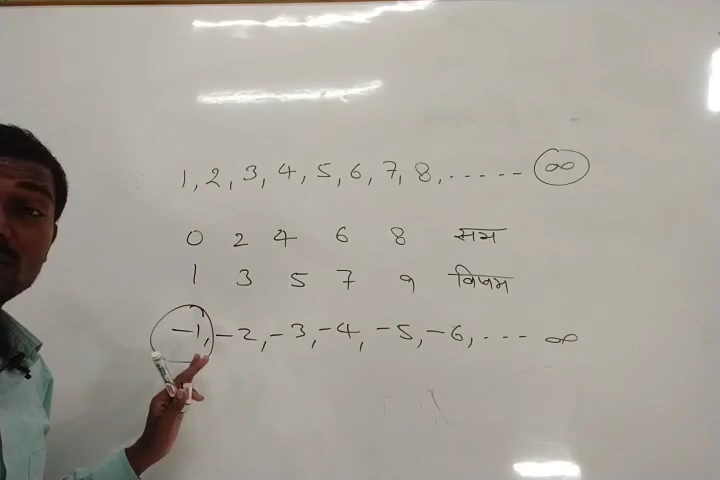 1, 2, 3, 4, 5, 6, 7, 8, ..... ∞
0 2 4 6 8 सम
1 3 5 7 9 विषम
-1, -2, -3, -4, -5, -6, ... ∞